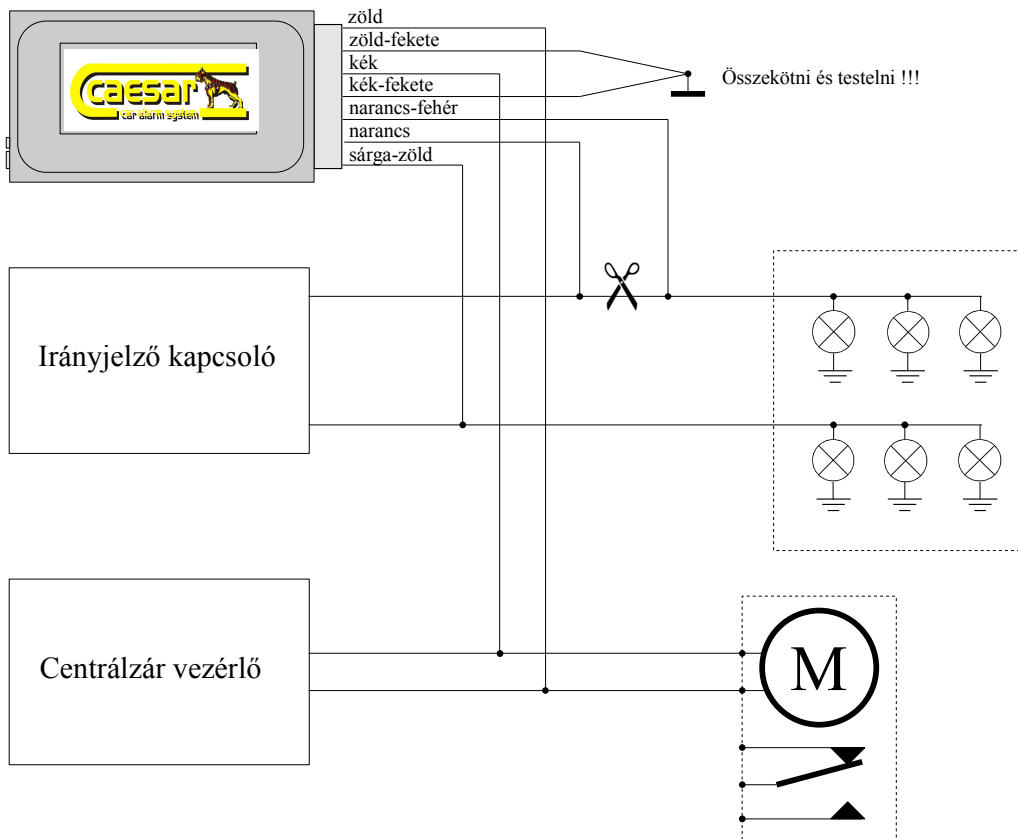 zöld
zöld-fekete
kék
kék-fekete
narancs-fehér
narancs
sárga-zöld
caesar
car alarm system
Összekötni és testelni !!!
Irányjelző kapcsoló
Centrálzár vezérlő
M